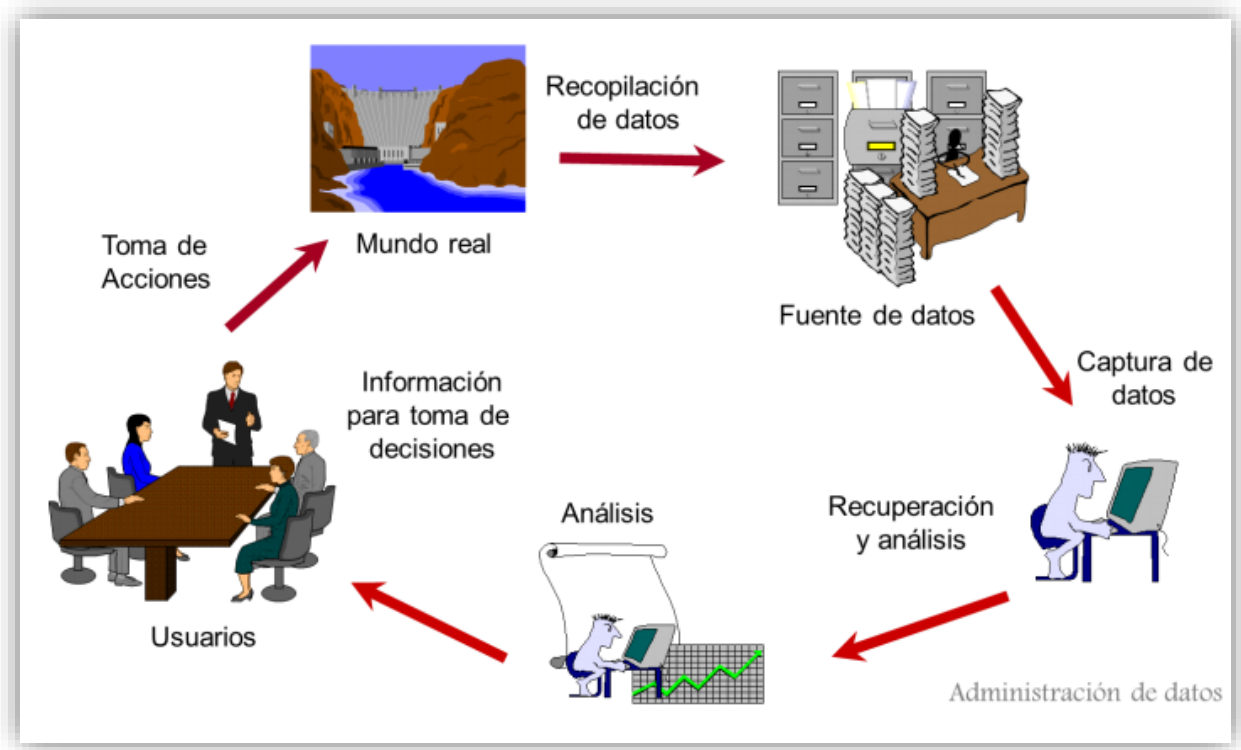 Recopilación
de datos
Mundo real
Toma de
Acciones
Fuente de datos
Captura de
datos
Información
para toma de
decisiones
Recuperación
y análisis
Análisis
Usuarios
Administración de datos